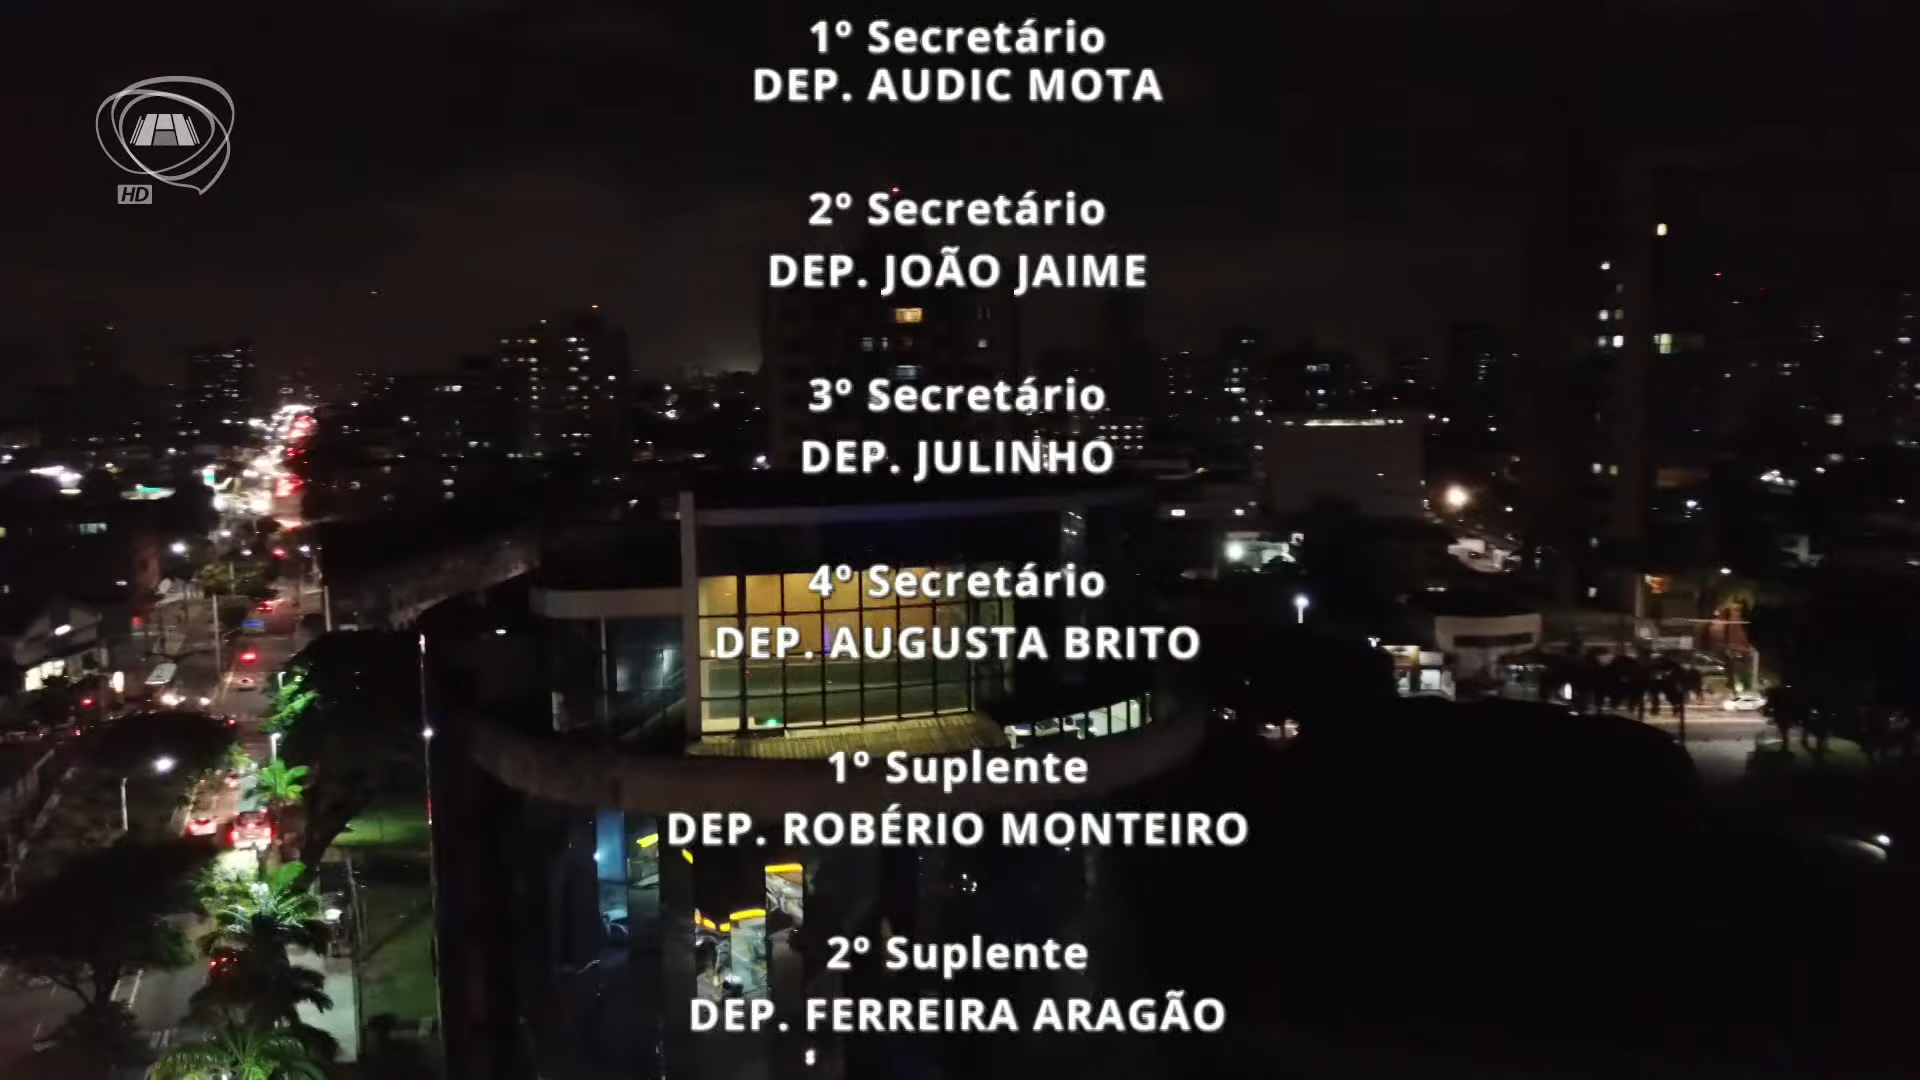 1º Secretário
DEP. AUDIC MOTA
HD
2º Secretário
DEP. JOÃO JAIME
3º Secretário
DEP. JULINHO
4º Secretário
DEP. AUGUSTA BRITO
1º Suplente
DEP. ROBÉRIO MONTEIRO
2º Suplente
DEP. FERREIRA ARAGÃO